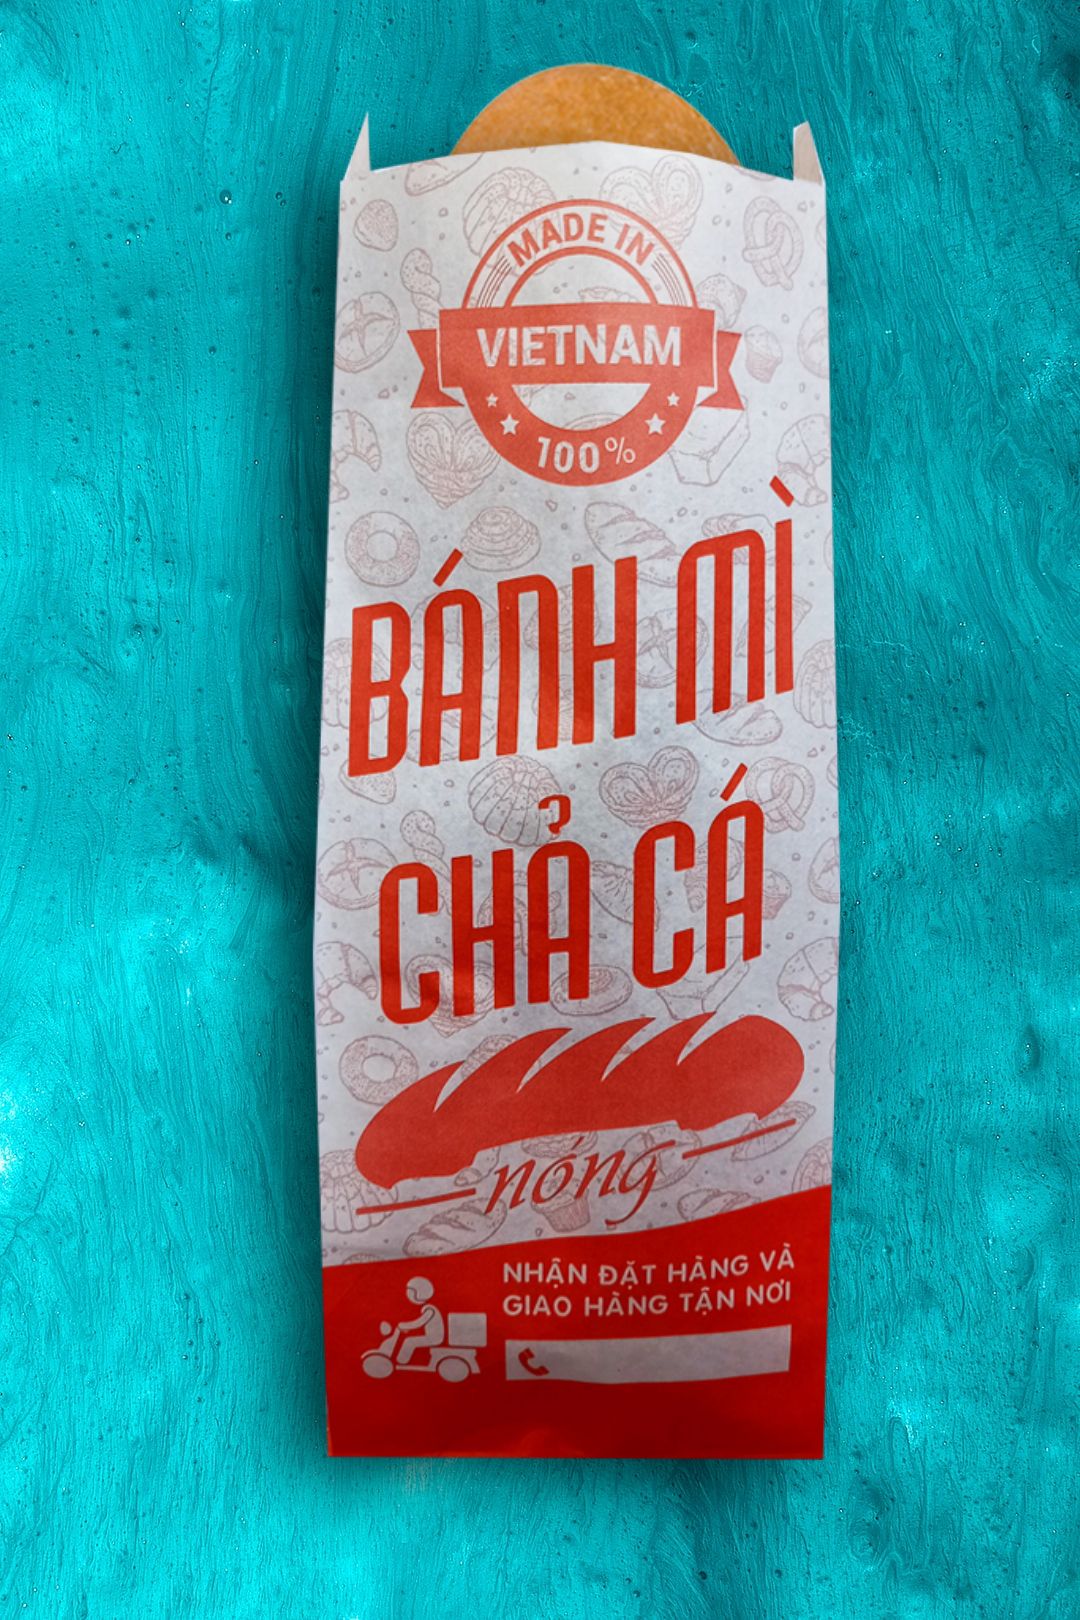 MADE IN
VIETNAM
100%
BÁNH MÌ
CHẢ CÁ
nóng
NHẬN ĐẶT HÀNG VÀ
GIAO HÀNG TẬN NƠI